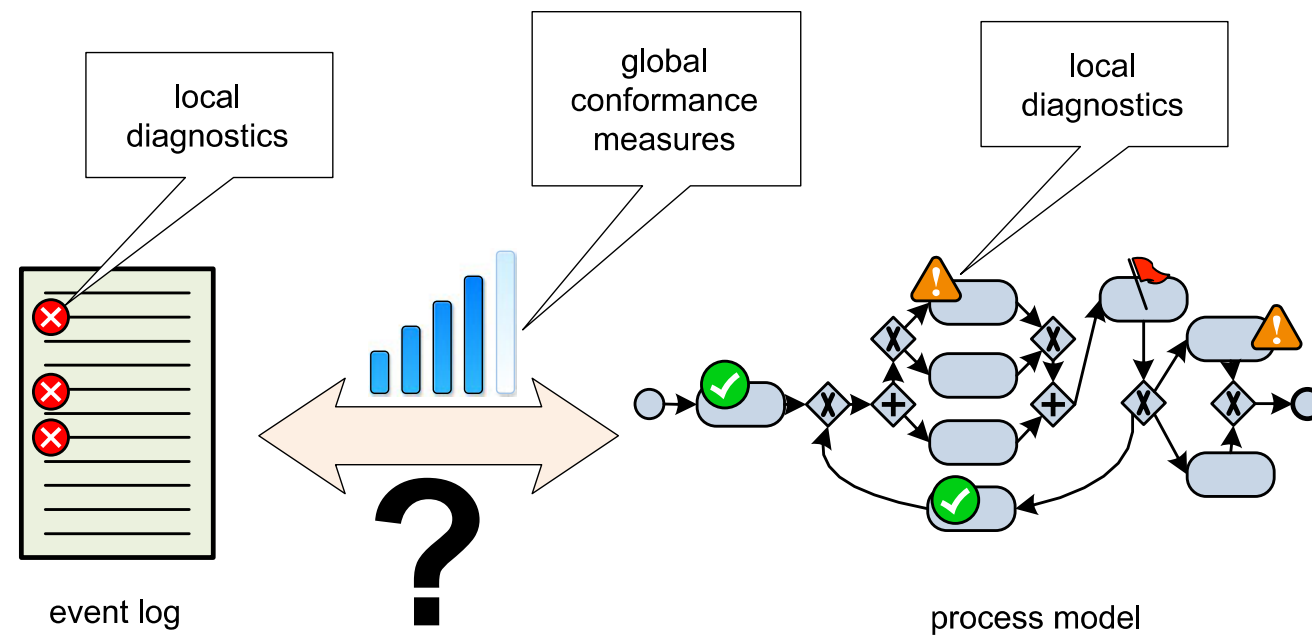 local
diagnostics
global
conformance
measures
local
diagnostics
?
event log
process model